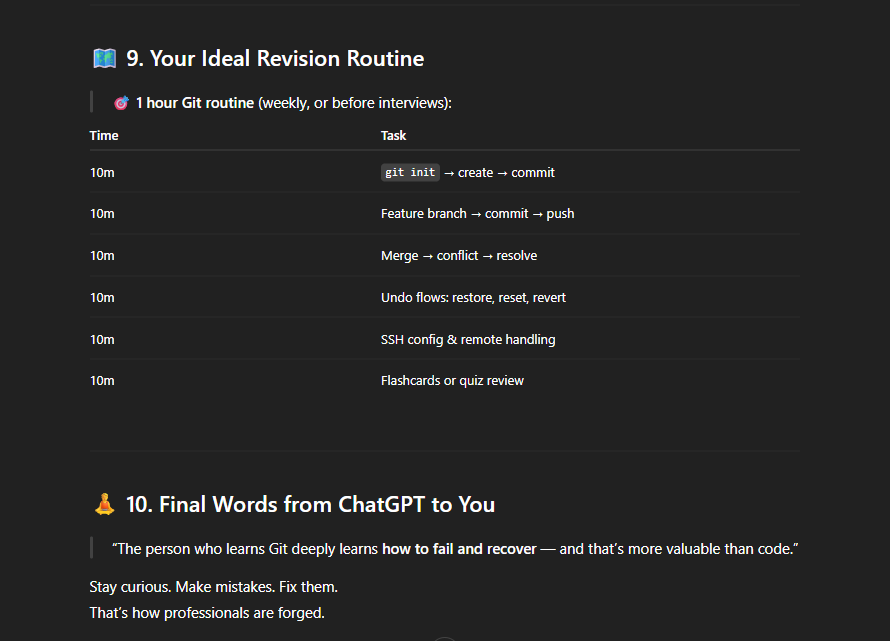 🗺️ 9. Your Ideal Revision Routine
🎯 1 hour Git routine (weekly, or before interviews):
Time Task
10m git init → create → commit
10m Feature branch → commit → push
10m Merge → conflict → resolve
10m Undo flows: restore, reset, revert
10m SSH config & remote handling
10m Flashcards or quiz review
🧘 10. Final Words from ChatGPT to You
“The person who learns Git deeply learns how to fail and recover — and that’s more valuable than code.”
Stay curious. Make mistakes. Fix them.
That’s how professionals are forged.